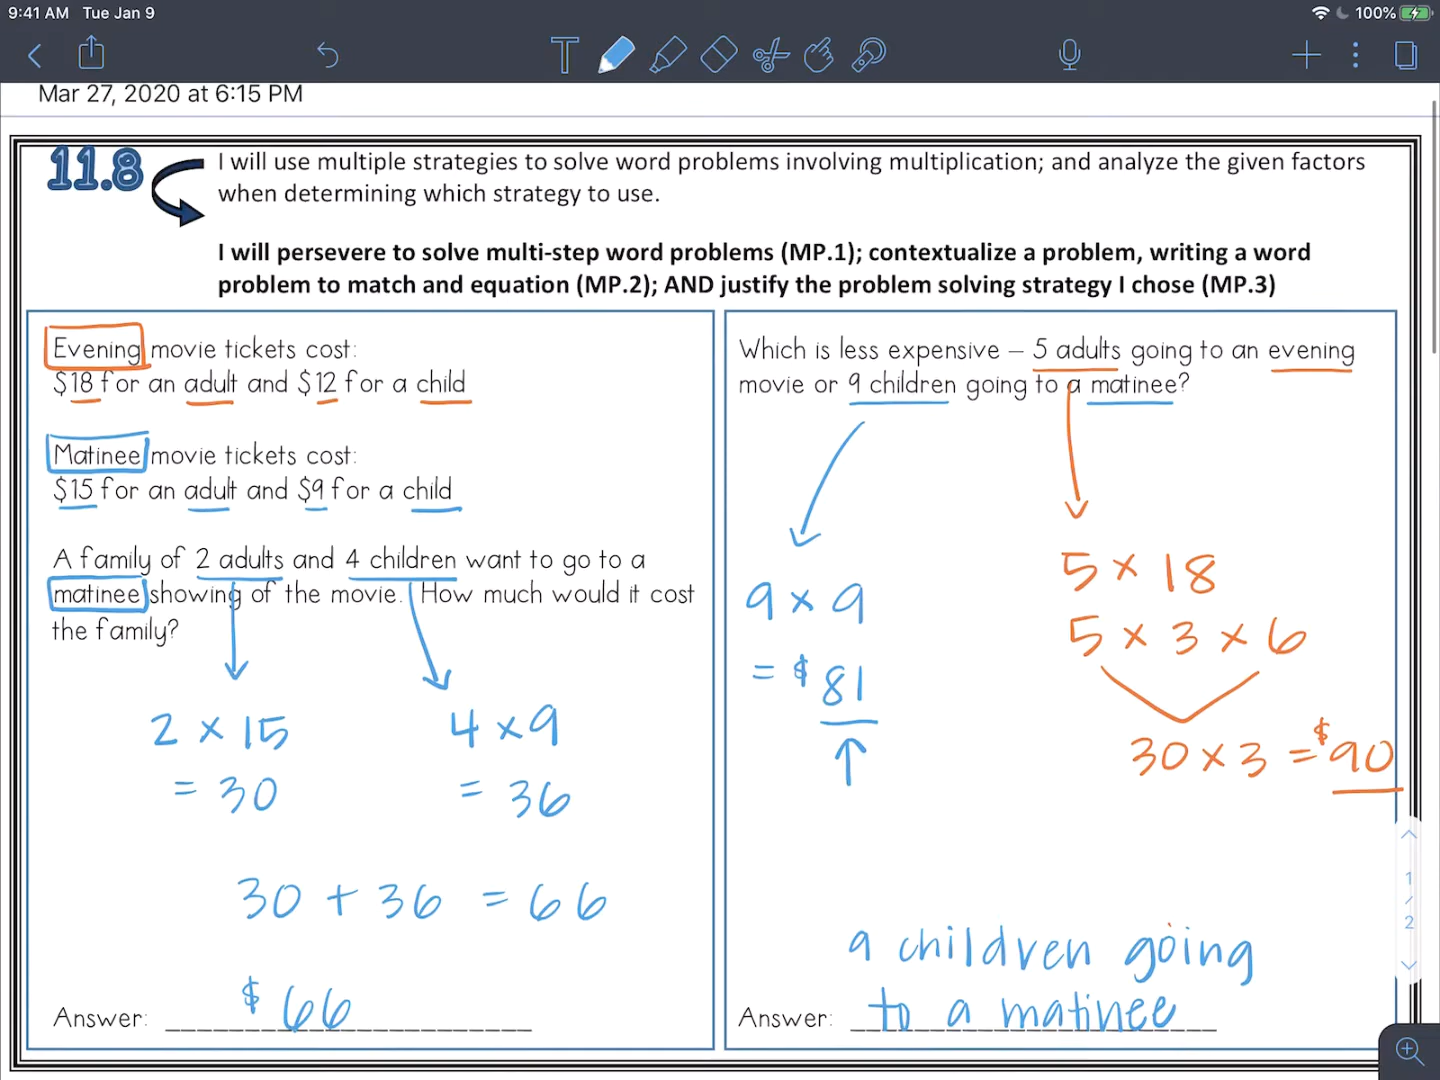 9:41 AM Tue Jan 9
100%
Mar 27, 2020 at 6:15 PM
11.8
I will use multiple strategies to solve word problems involving multiplication; and analyze the given factors
when determining which strategy to use.
I will persevere to solve multi-step word problems (MP.1); contextualize a problem, writing a word
problem to match and equation (MP.2); AND justify the problem solving strategy I chose (MP.3)
Evening movie tickets cost:
$18 for an adult and $12 for a child
Matinee movie tickets cost:
$15 for an adult and $9 for a child
A family of 2 adults and 4 children want to go to a
matinee showing of the movie. How much would it cost
the family?
2 × 15
= 30
4 × 9
= 36
30 + 36 = 66
Answer: $66
Which is less expensive – 5 adults going to an evening
movie or 9 children going to a matinee?
9 × 9
= $81
5 × 18
5 × 3 × 6
30 × 3 = $90
9 children going
Answer: to a matinee
1
/
2